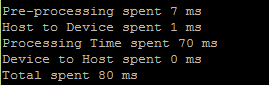 Pre-processing spent 7 ms
Host to Device spent 1 ms
Processing Time spent 70 ms
Device to Host spent 0 ms
Total spent 80 ms